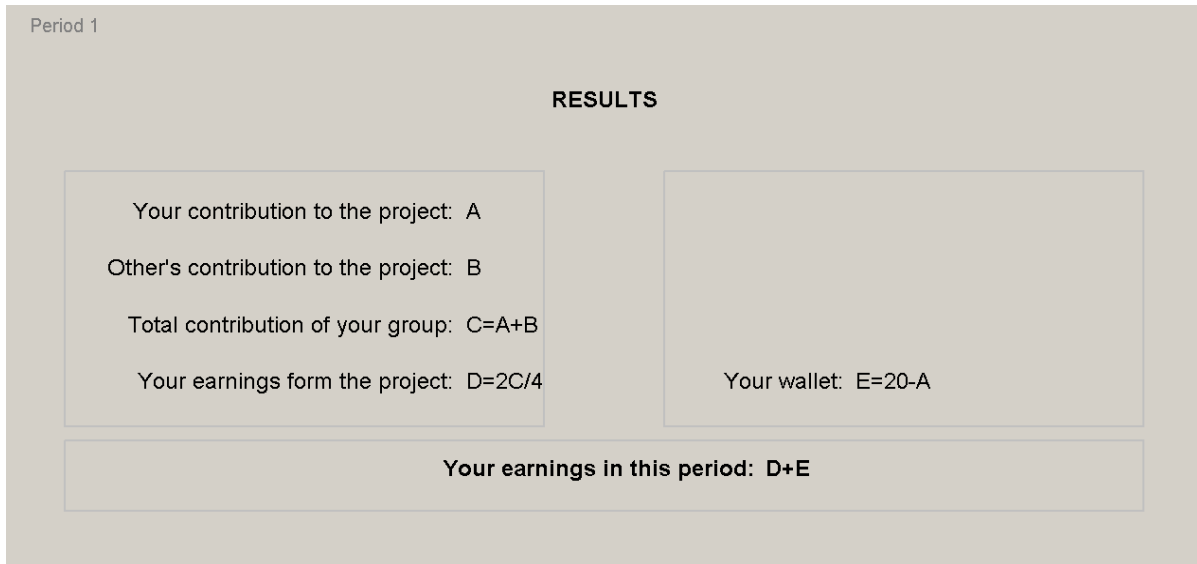 Period 1
RESULTS
Your contribution to the project: A
Other's contribution to the project: B
Total contribution of your group: C=A+B
Your earnings form the project: D=2C/4
Your wallet: E=20-A
Your earnings in this period: D+E